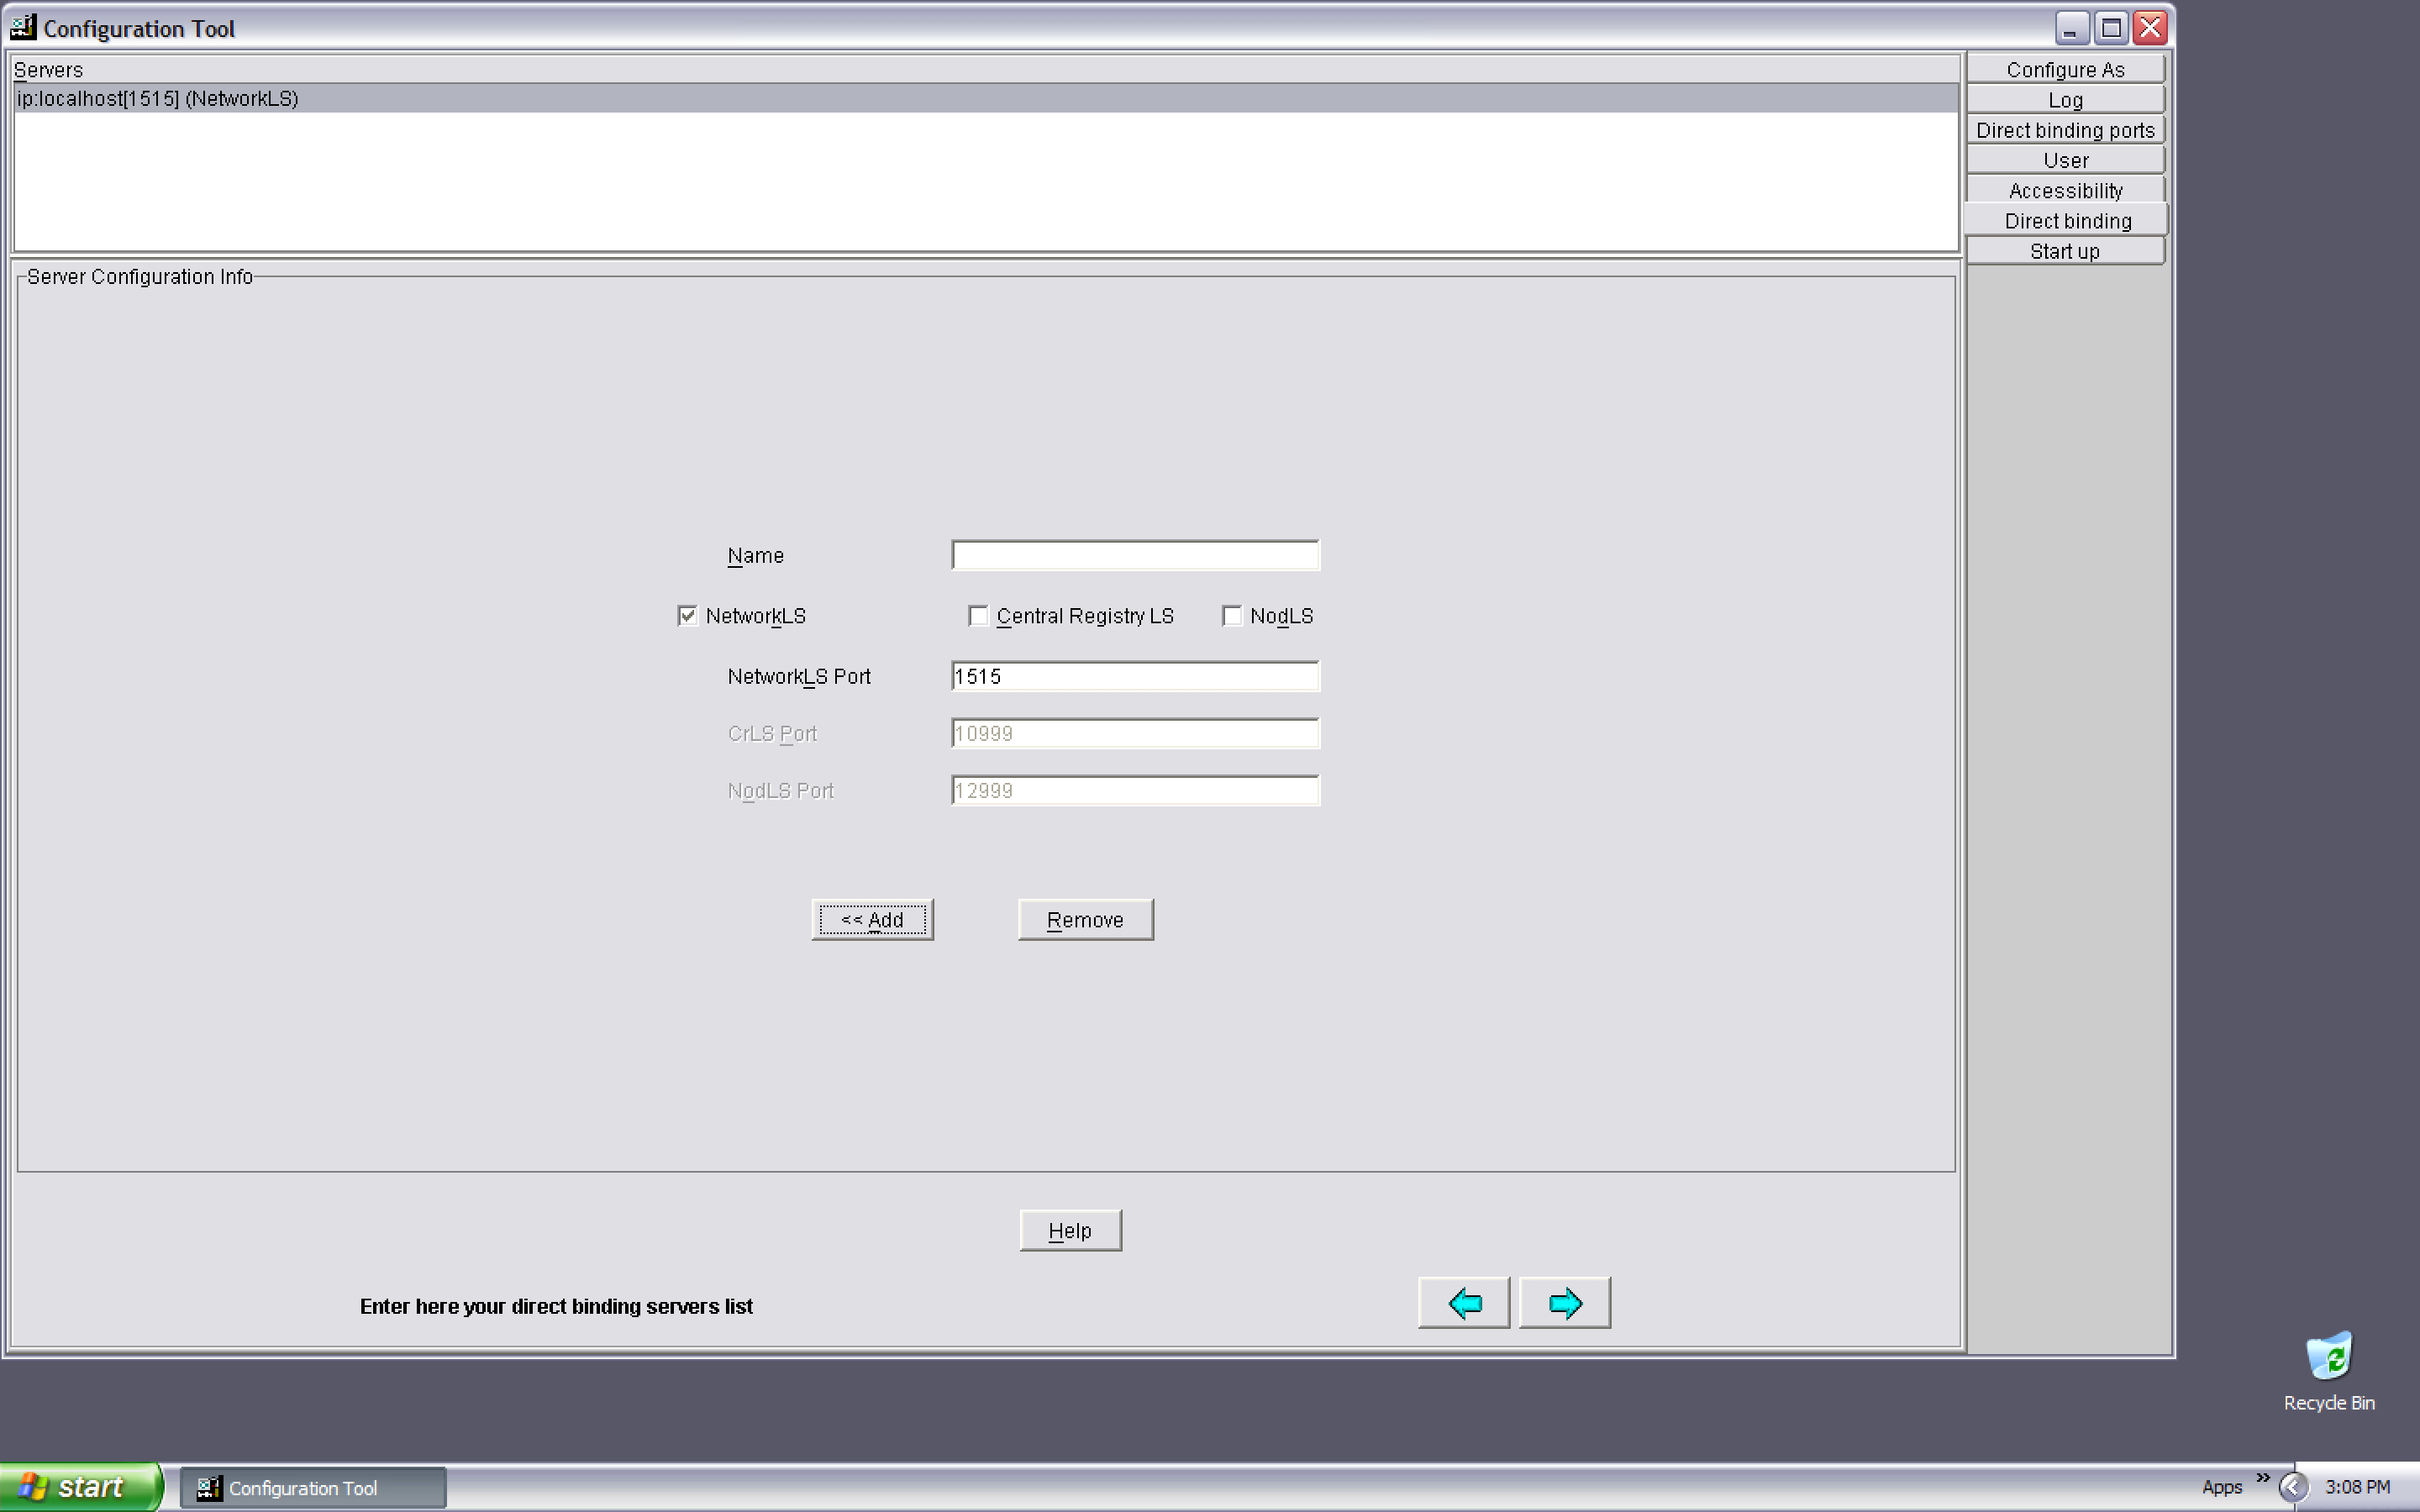 Configuration Tool
Servers
ip:localhost[1515] (NetworkLS)
Configure As
Log
Direct binding ports
User
Accessibility
Direct binding
Start up
Server Configuration Info
Name
NetworkLS Central Registry LS NodLS
NetworkLS Port 1515
CrLS Port 10999
NodLS Port 12999
<< Add Remove
Help
Enter here your direct binding servers list
Recycle Bin
start Configuration Tool Apps » 3:08 PM